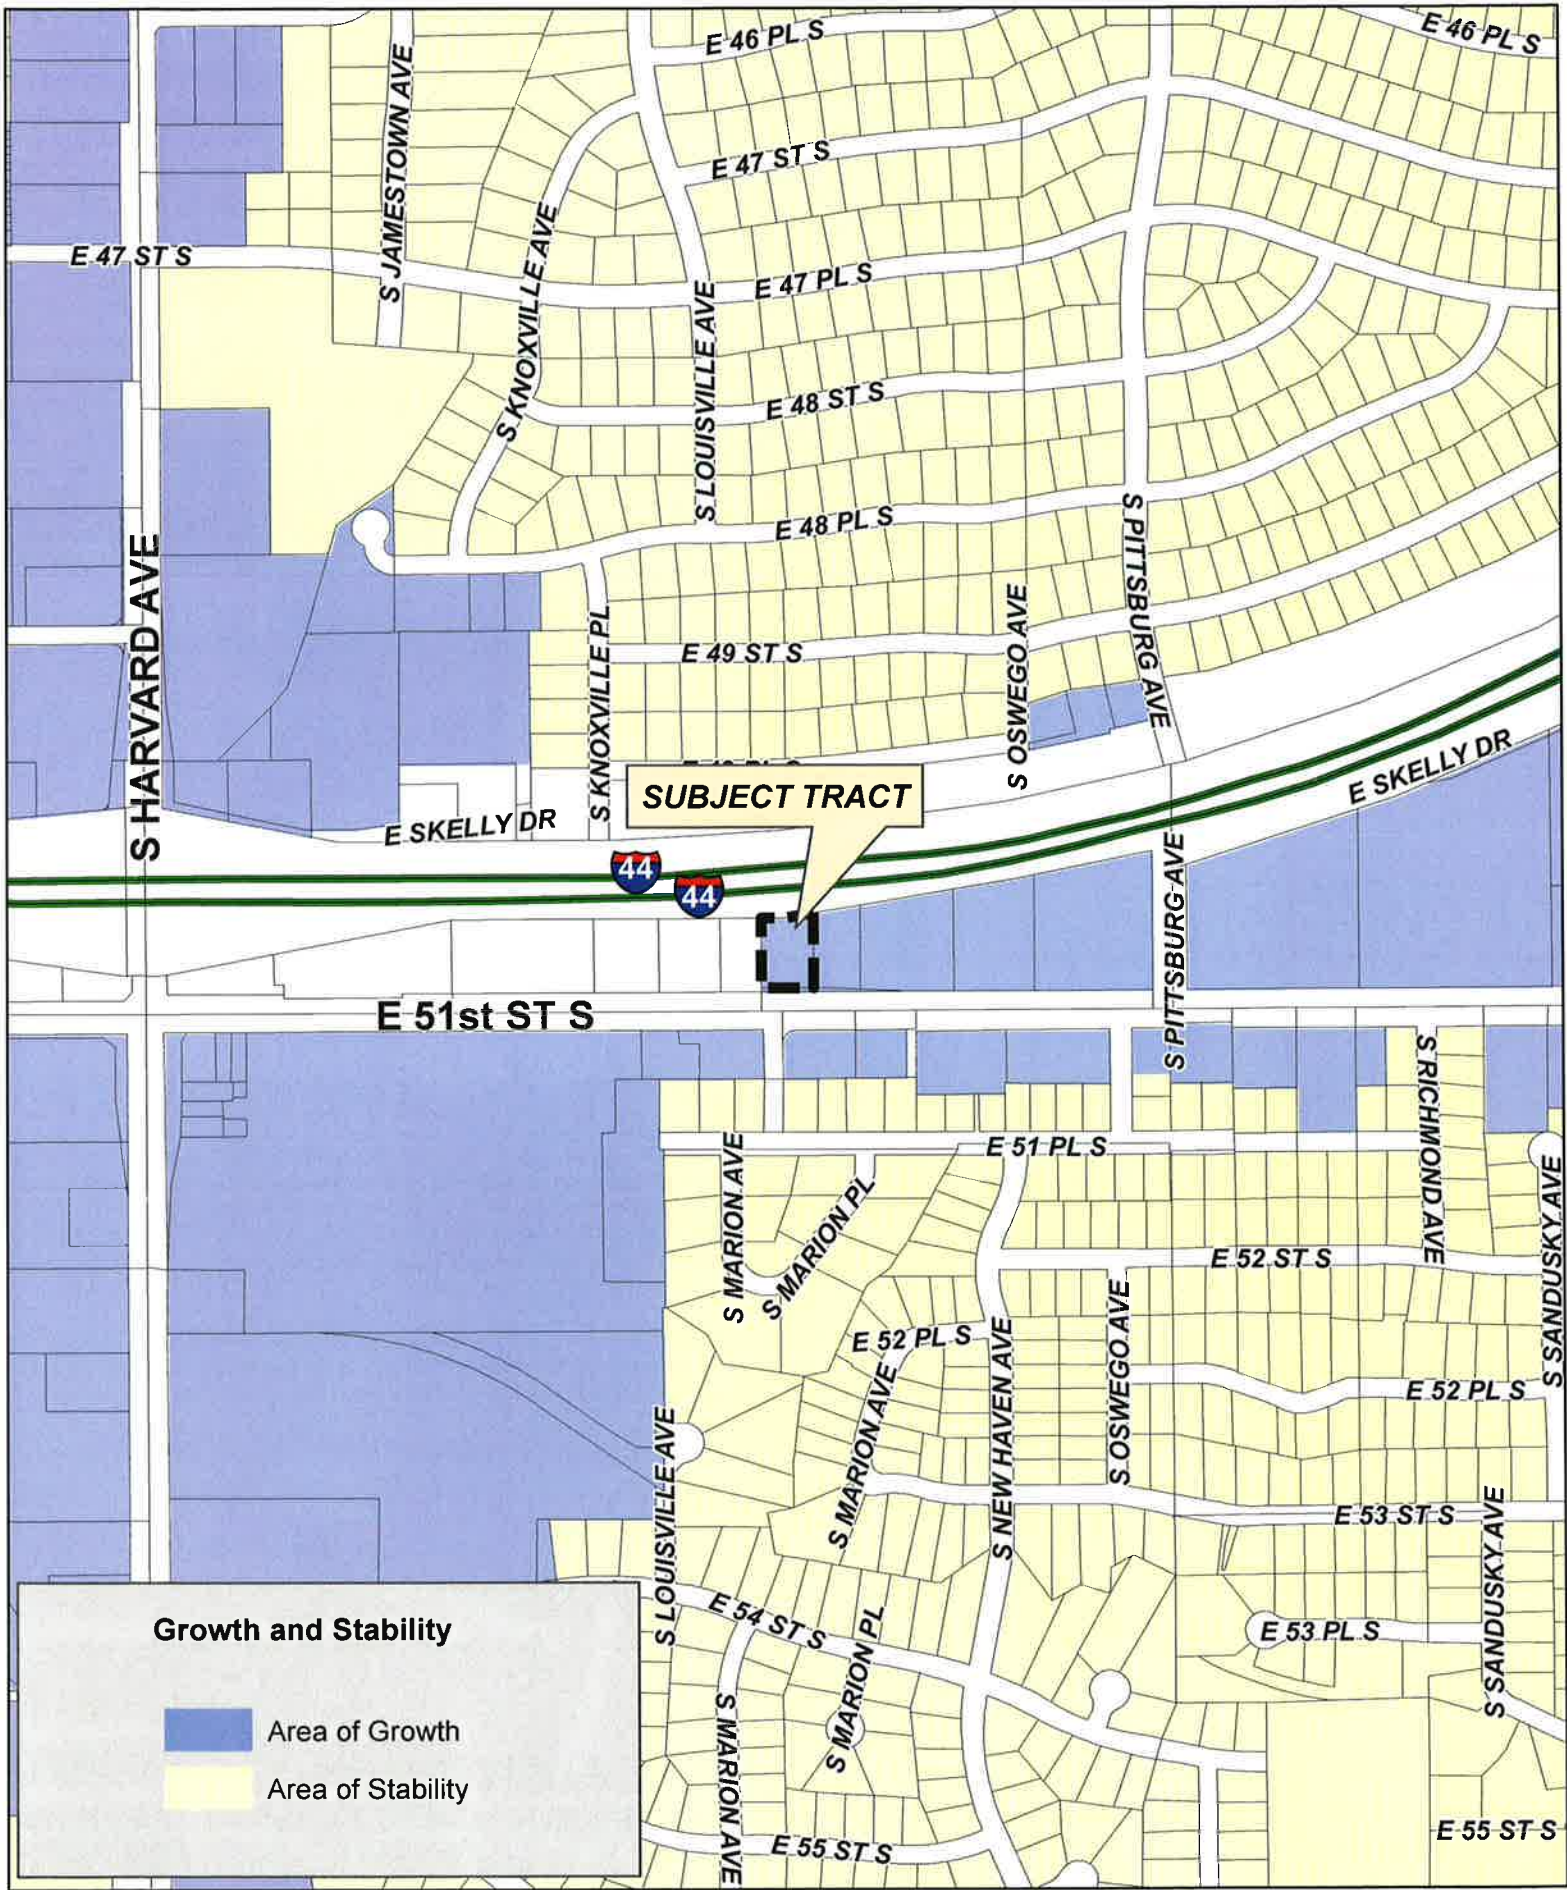 E 46 PL S
E 46 PL S
S JAMESTOWN AVE
E 47 ST S
E 47 ST S
S KNOXVILLE AVE
E 47 PL S
S LOUISVILLE AVE
E 48 ST S
E 48 PL S
S PITTSBURG AVE
S HARVARD AVE
S KNOXVILLE PL
E 49 ST S
S OSWEGO AVE
E SKELLY DR
SUBJECT TRACT
E SKELLY DR
44
44
S PITTSBURG AVE
E 51st ST S
S RICHMOND AVE
E 51 PL S
S MARION AVE
S MARION PL
S SANDUSKY AVE
E 52 ST S
S OSWEGO AVE
E 52 PL S
S NEW HAVEN AVE
S MARION AVE
E 52 PL S
S LOUISVILLE AVE
E 53 ST S
S SANDUSKY AVE
E 54 ST S
S MARION PL
E 53 PL S
S MARION AVE
E 55 ST S
E 55 ST S
Growth and Stability
Area of Growth
Area of Stability